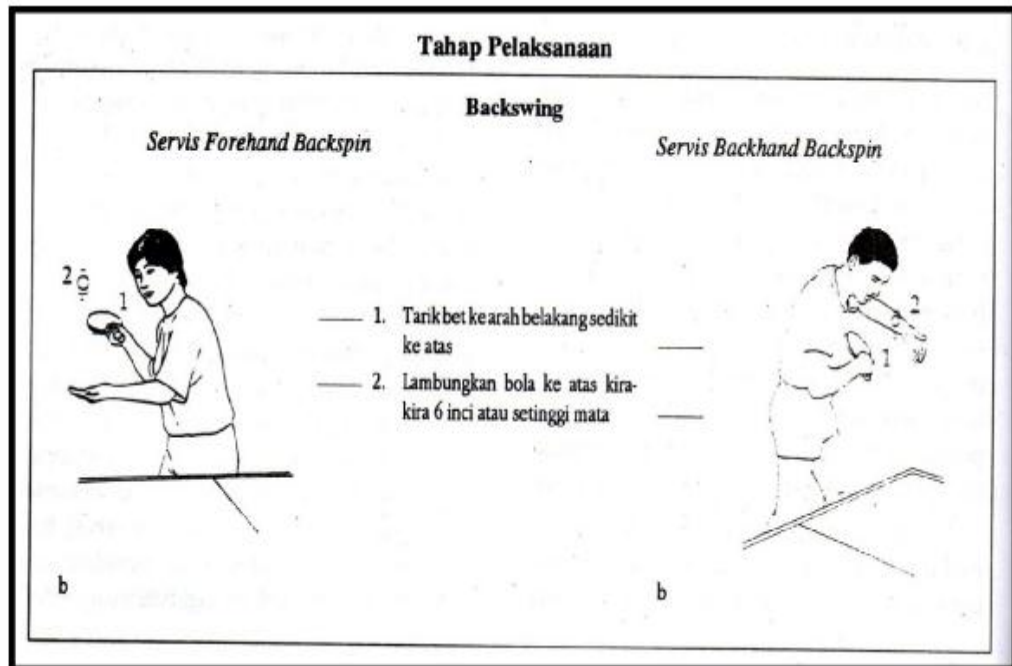 Tahap Pelaksanaan
Backswing
Servis Forehand Backspin
Servis Backhand Backspin
2
1
1. Tarik bet ke arah belakang sedikit
ke atas
2. Lambungkan bola ke atas kira-
kira 6 inci atau setinggi mata
2
1
b
b